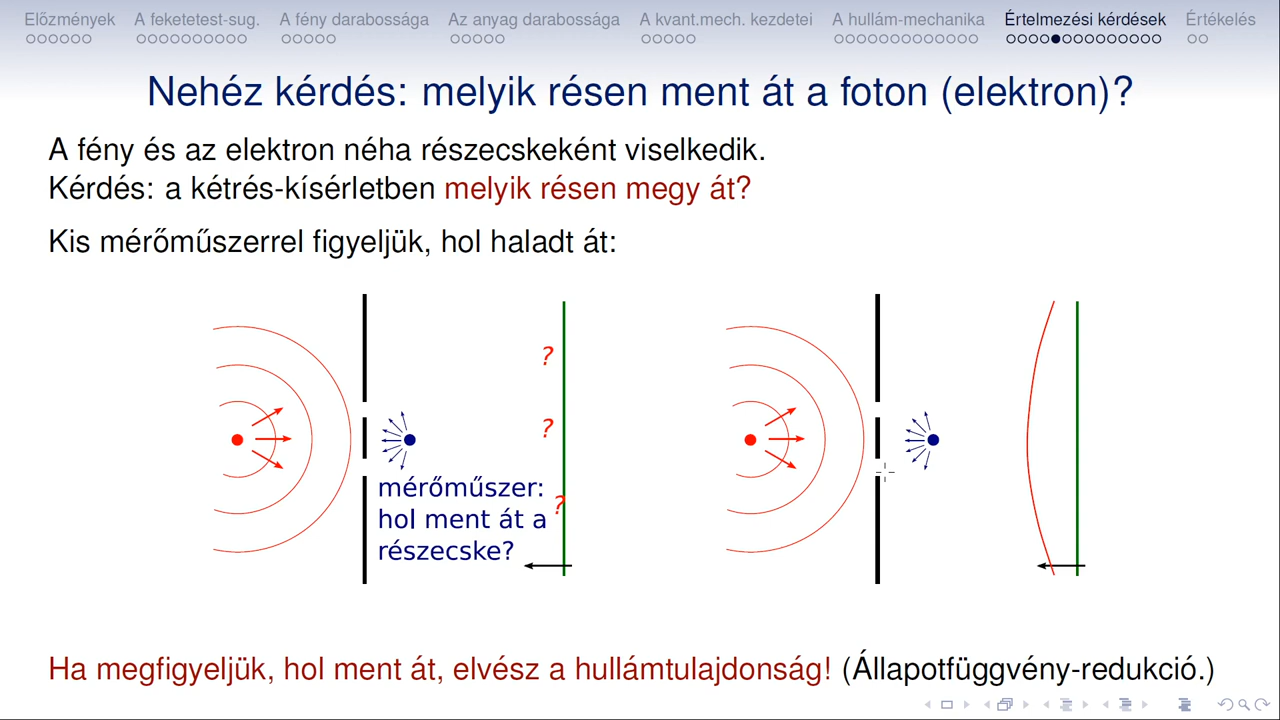 Előzmények A feketetest-sug. A fény darabossága Az anyag darabossága A kvant.mech. kezdetei A hullám-mechanika Értelmezési kérdések Értékelés
Nehéz kérdés: melyik résen ment át a foton (elektron)?
A fény és az elektron néha részecskeként viselkedik.
Kérdés: a kétrés-kísérletben melyik résen megy át?
Kis mérőműszerrel figyeljük, hol haladt át:
?
?
?
mérőműszer:
hol ment át a
részecske?
Ha megfigyeljük, hol ment át, elvész a hullámtulajdonság! (Állapotfüggvény-redukció.)